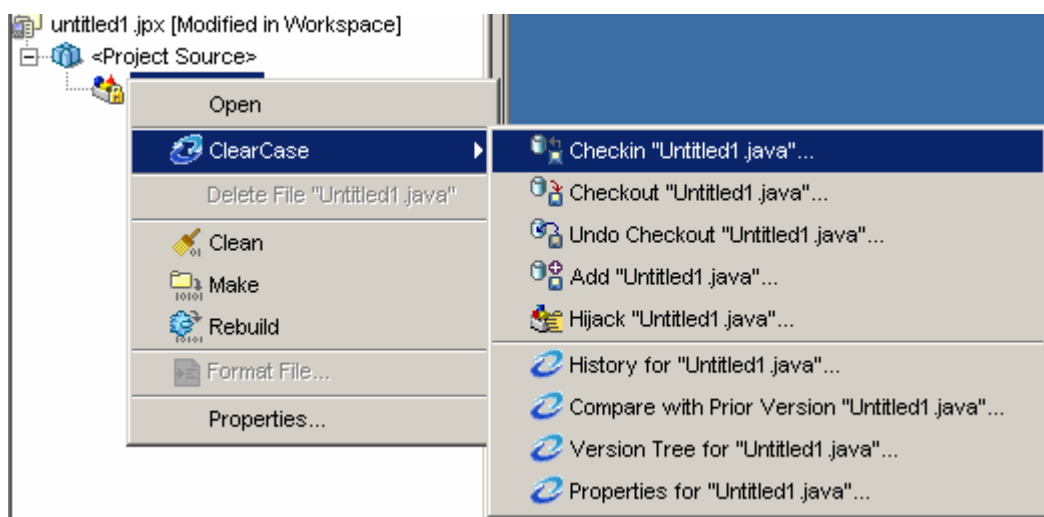 untitled1.jpx [Modified in Workspace]
<Project Source>
Open
ClearCase
Delete File "Untitled1.java"
Clean
Make
Rebuild
Format File...
Properties...
Checkin "Untitled1.java"...
Checkout "Untitled1.java"...
Undo Checkout "Untitled1.java"...
Add "Untitled1.java"...
Hijack "Untitled1.java"...
History for "Untitled1.java"...
Compare with Prior Version "Untitled1.java"...
Version Tree for "Untitled1.java"...
Properties for "Untitled1.java"...